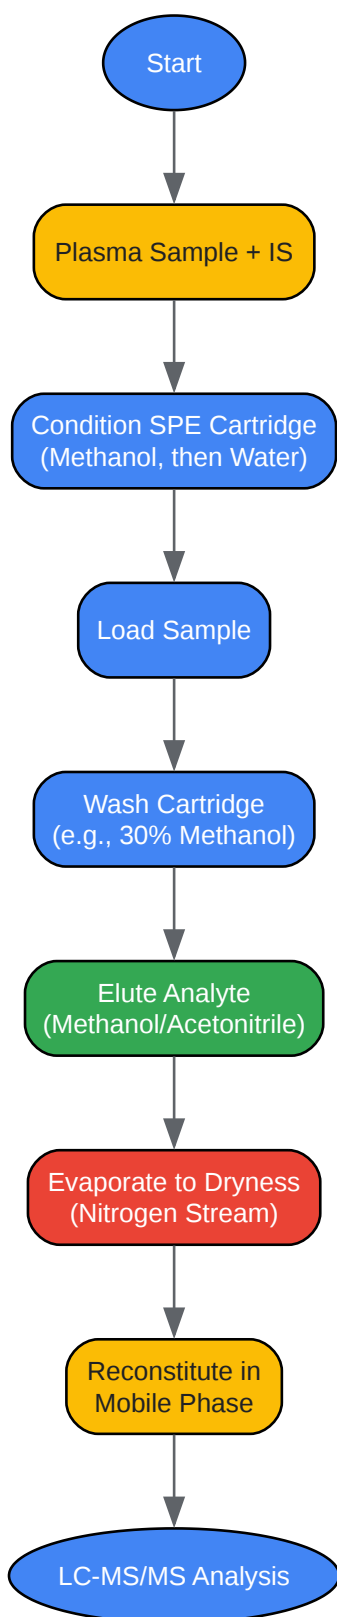 Start
Plasma Sample + IS
Condition SPE Cartridge
(Methanol, then Water)
Load Sample
Wash Cartridge
(e.g., 30% Methanol)
Elute Analyte
(Methanol/Acetonitrile)
Evaporate to Dryness
(Nitrogen Stream)
Reconstitute in
Mobile Phase
LC-MS/MS Analysis